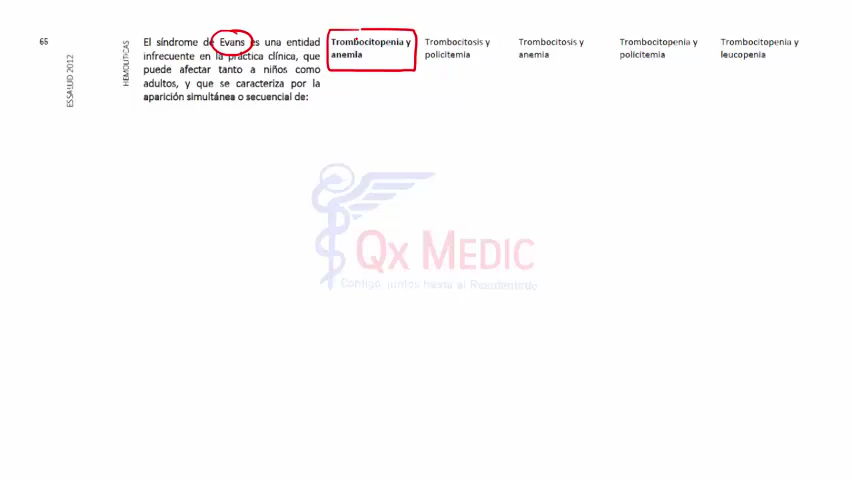 65
ESSALUD 2012
HEMOLITICAS
El síndrome de Evans es una entidad
infrecuente en la práctica clínica, que
puede afectar tanto a niños como
adultos, y que se caracteriza por la
aparición simultánea o secuencial de:
Trombocitopenia y
anemia
Trombocitosis y
policitemia
Trombocitosis y
anemia
Trombocitopenia y
policitemia
Trombocitopenia y
leucopenia
QX MEDIC
Contigo, juntos hasta el Residentado